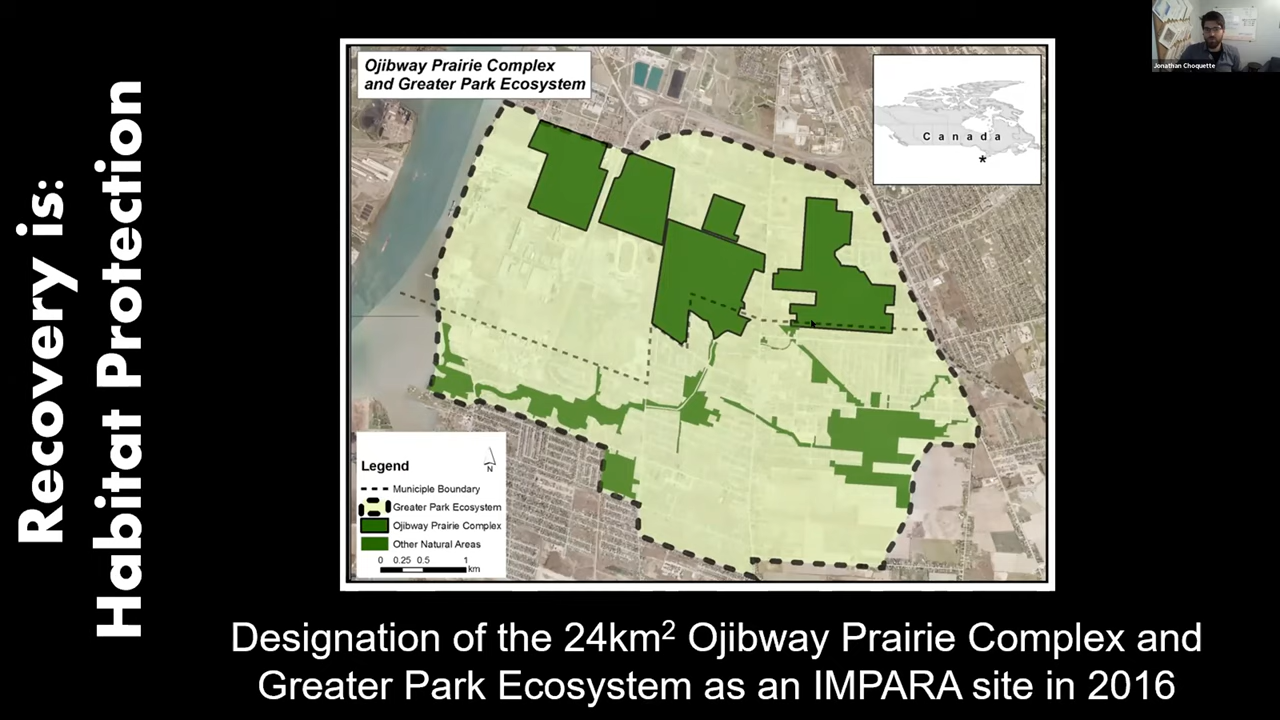 Recovery is:
Habitat Protection
Ojibway Prairie Complex
and Greater Park Ecosystem
Canada
*
Legend
N
Municiple Boundary
Greater Park Ecosystem
Ojibway Prairie Complex
Other Natural Areas
0 0.25 0.5 1
km
Designation of the 24km² Ojibway Prairie Complex and
Greater Park Ecosystem as an IMPARA site in 2016
Jonathan Choquette